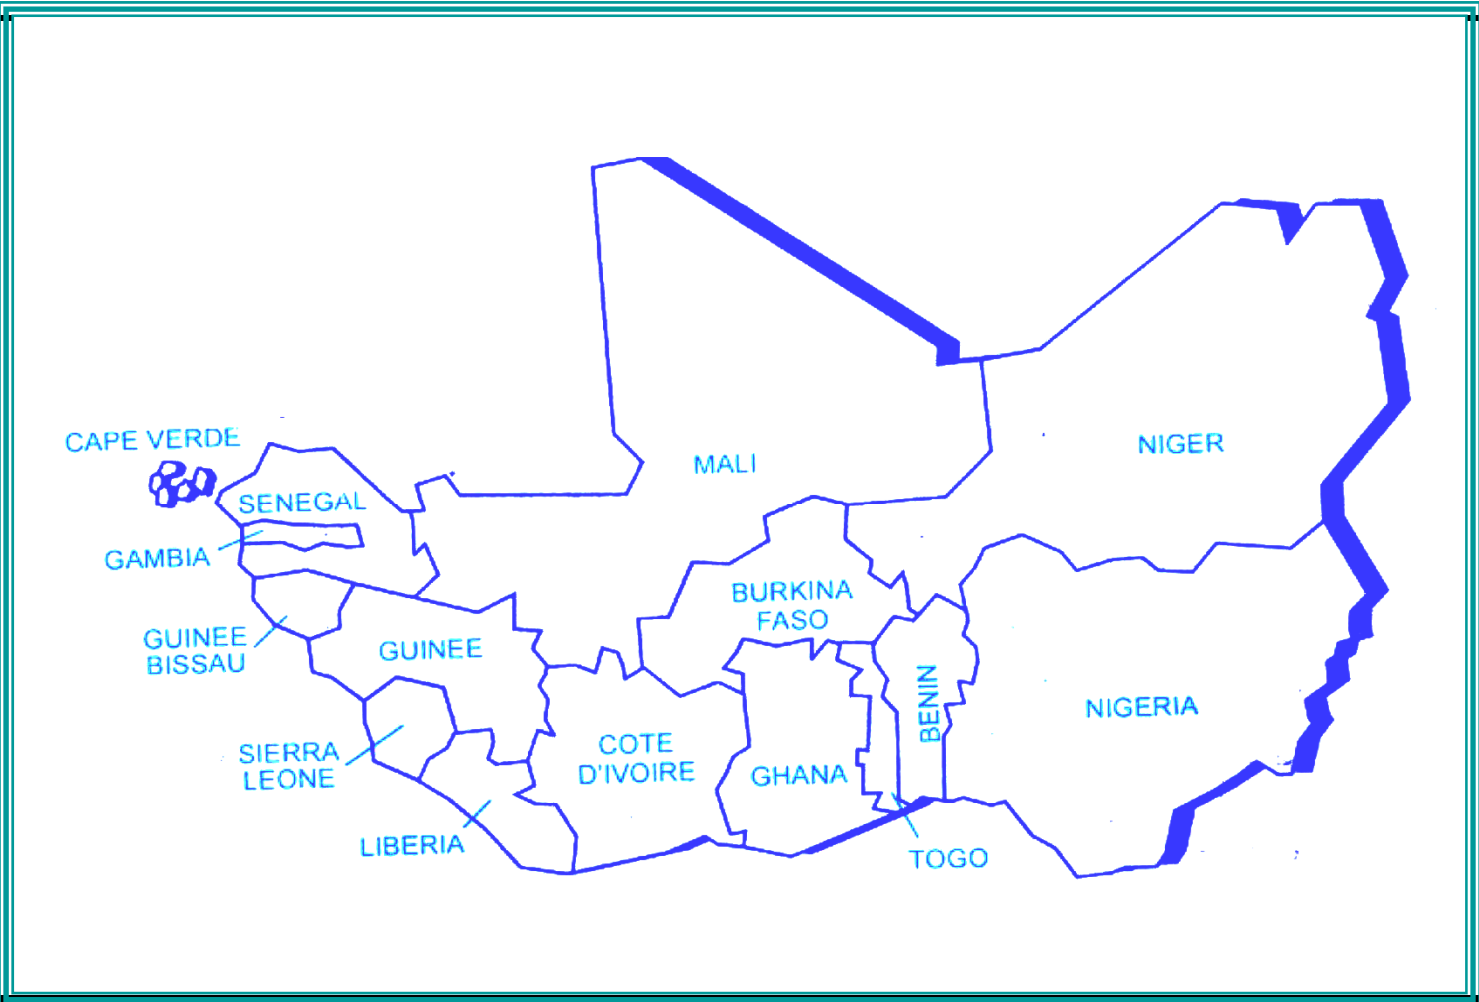 CAPE VERDE
SENEGAL
GAMBIA
GUINEE
BISSAU
GUINEE
SIERRA
LEONE
LIBERIA
MALI
NIGER
BURKINA
FASO
COTE
D'IVOIRE
GHANA
TOGO
BENIN
NIGERIA